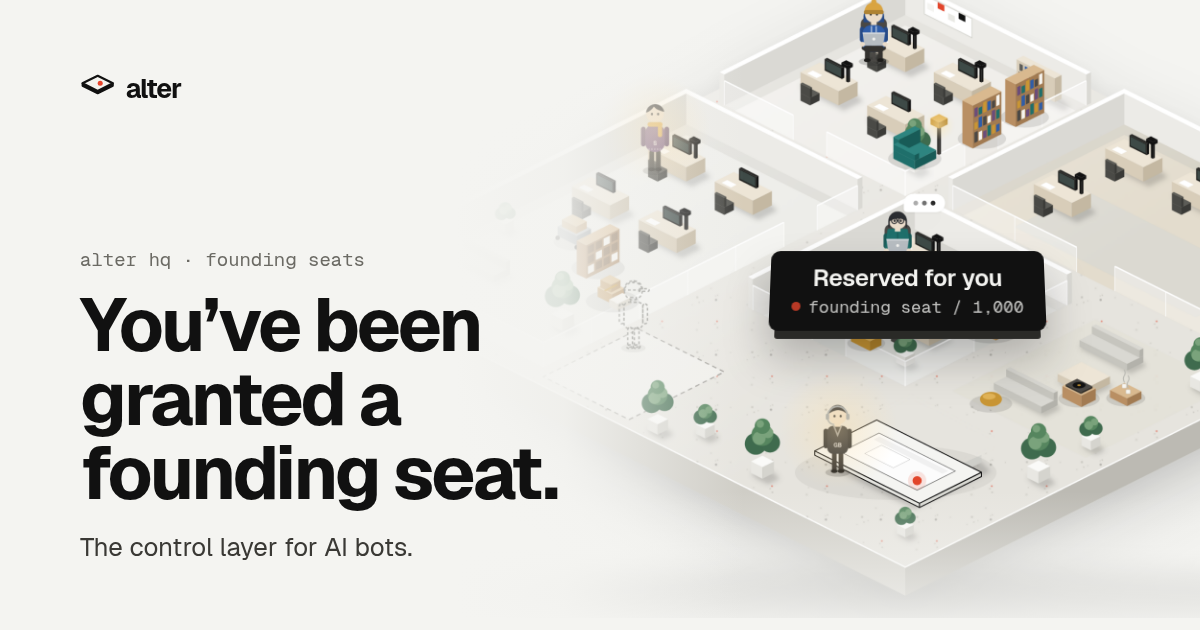 alter
alter hq · founding seats
You’ve been
granted a
founding seat.
The control layer for AI bots.
Reserved for you
founding seat / 1,000
GB